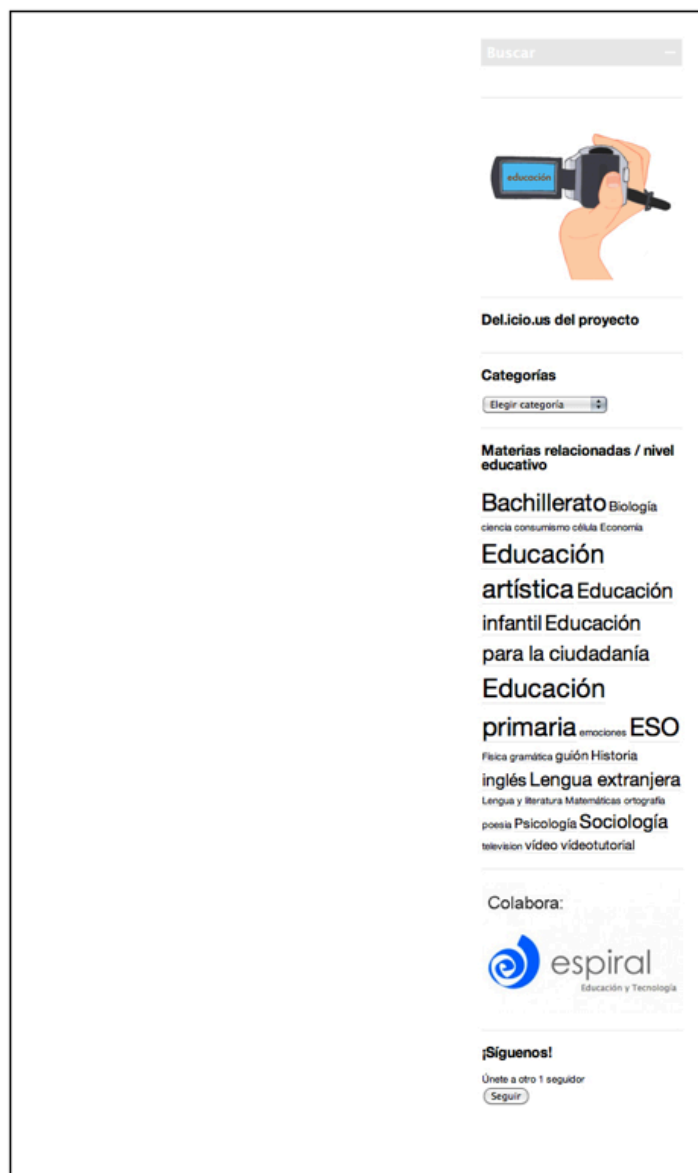 Buscar
educación
Del.icio.us del proyecto
Categorías
Elegir categoría
Materias relacionadas / nivel
educativo
Bachillerato Biología
ciencia consumismo célula Economía
Educación
artística Educación
infantil Educación
para la ciudadanía
Educación
primaria emociones ESO
Física gramática guión Historia
inglés Lengua extranjera
Lengua y literatura Matemáticas ortografía
poesia Psicología Sociología
television vídeo vídeotutorial
Colabora:
espiral
Educación y Tecnología
¡Síguenos!
Únete a otro 1 seguidor
Seguir